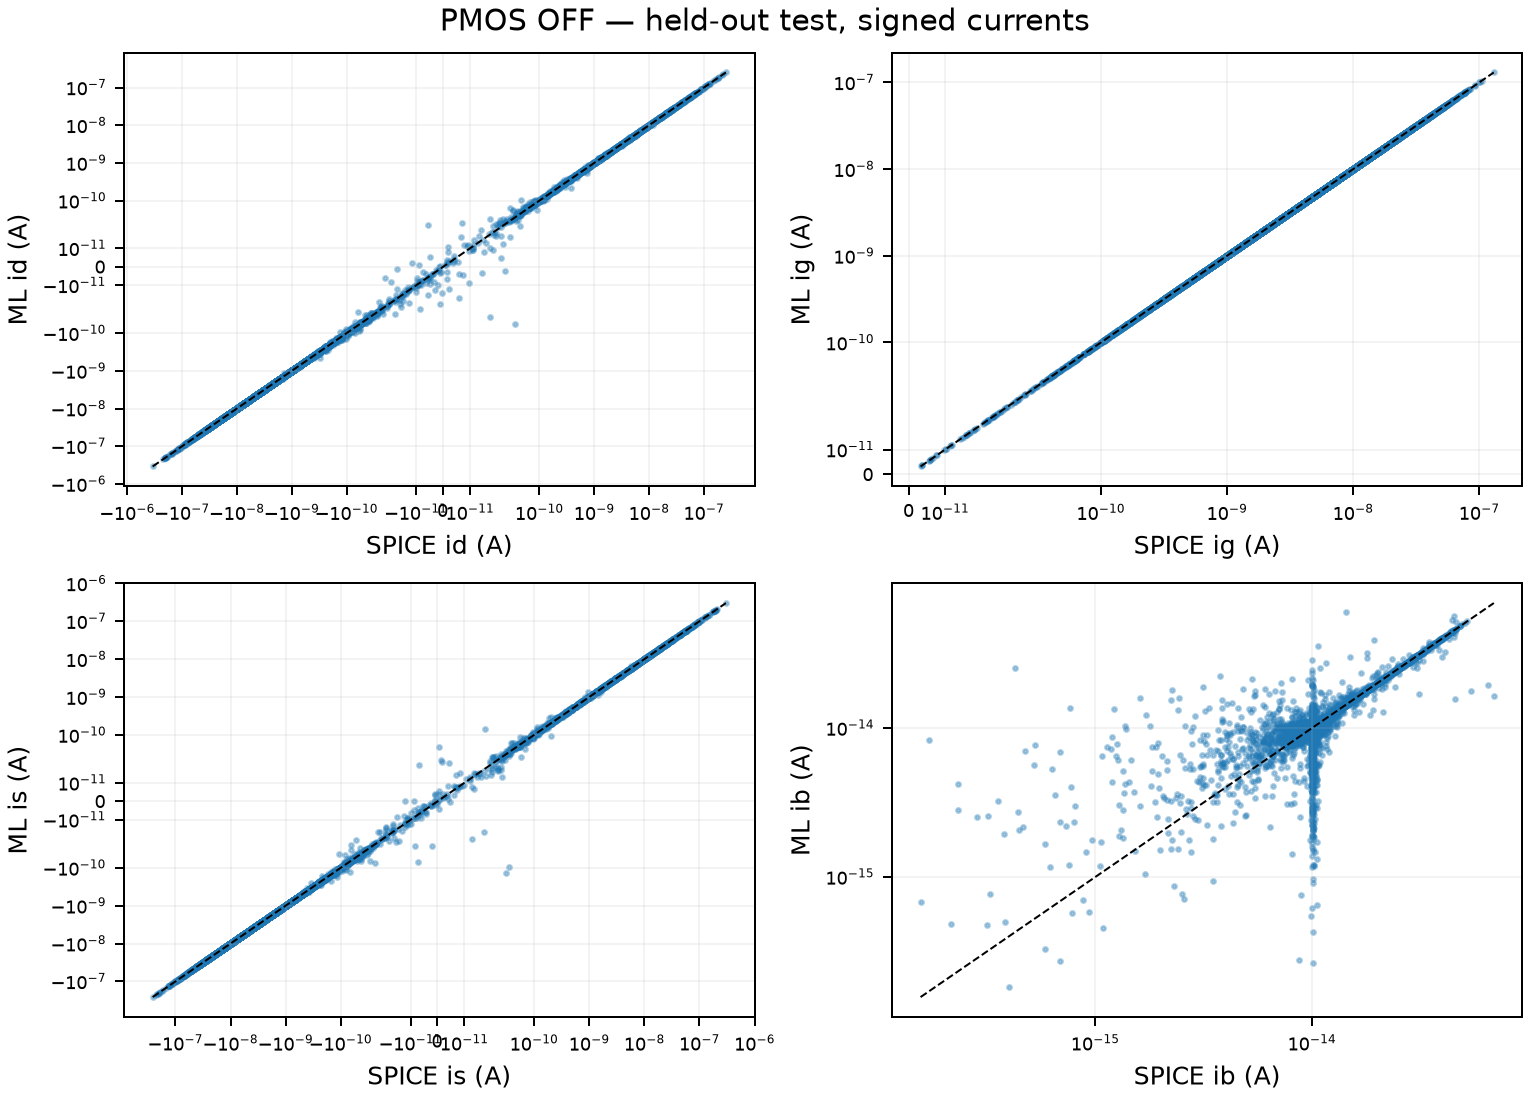 PMOS OFF — held-out test, signed currents
10⁻⁷
10⁻⁸
10⁻⁹
10⁻¹⁰
10⁻¹¹
0
−10⁻¹¹
−10⁻¹⁰
−10⁻⁹
−10⁻⁸
−10⁻⁷
−10⁻⁶
ML id (A)
−10⁻⁶ −10⁻⁷ −10⁻⁸ −10⁻⁹ −10⁻¹⁰ −10⁻¹¹ 0 10⁻¹¹ 10⁻¹⁰ 10⁻⁹ 10⁻⁸ 10⁻⁷
SPICE id (A)
10⁻⁷
10⁻⁸
10⁻⁹
10⁻¹⁰
10⁻¹¹
0
ML ig (A)
0 10⁻¹¹ 10⁻¹⁰ 10⁻⁹ 10⁻⁸ 10⁻⁷
SPICE ig (A)
10⁻⁶
10⁻⁷
10⁻⁸
10⁻⁹
10⁻¹⁰
10⁻¹¹
0
−10⁻¹¹
−10⁻¹⁰
−10⁻⁹
−10⁻⁸
−10⁻⁷
ML is (A)
−10⁻⁷ −10⁻⁸ −10⁻⁹ −10⁻¹⁰ −10⁻¹¹ 0 10⁻¹¹ 10⁻¹⁰ 10⁻⁹ 10⁻⁸ 10⁻⁷ 10⁻⁶
SPICE is (A)
10⁻¹⁴
10⁻¹⁵
ML ib (A)
10⁻¹⁵ 10⁻¹⁴
SPICE ib (A)